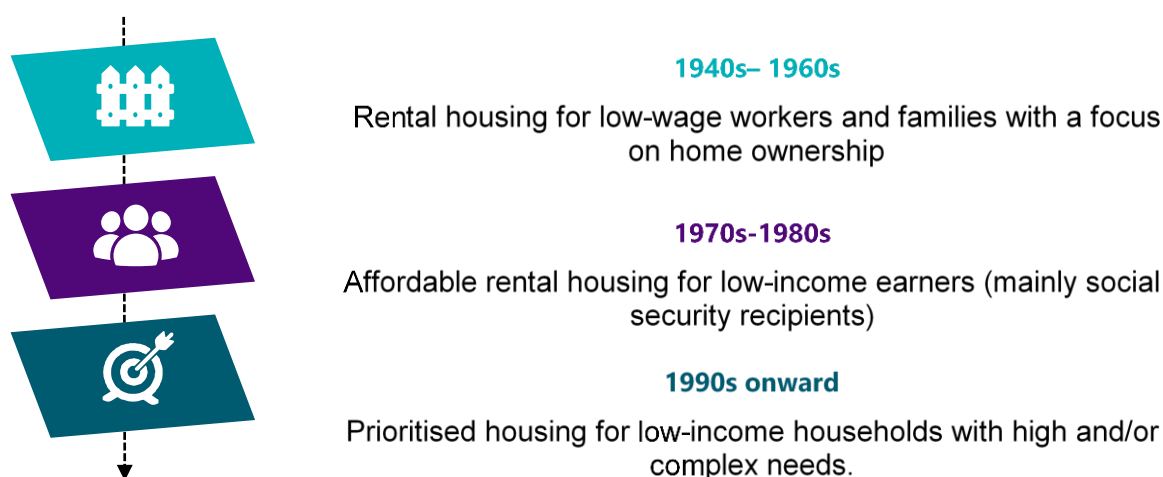 1940s– 1960s
Rental housing for low-wage workers and families with a focus
on home ownership
1970s-1980s
Affordable rental housing for low-income earners (mainly social
security recipients)
1990s onward
Prioritised housing for low-income households with high and/or
complex needs.